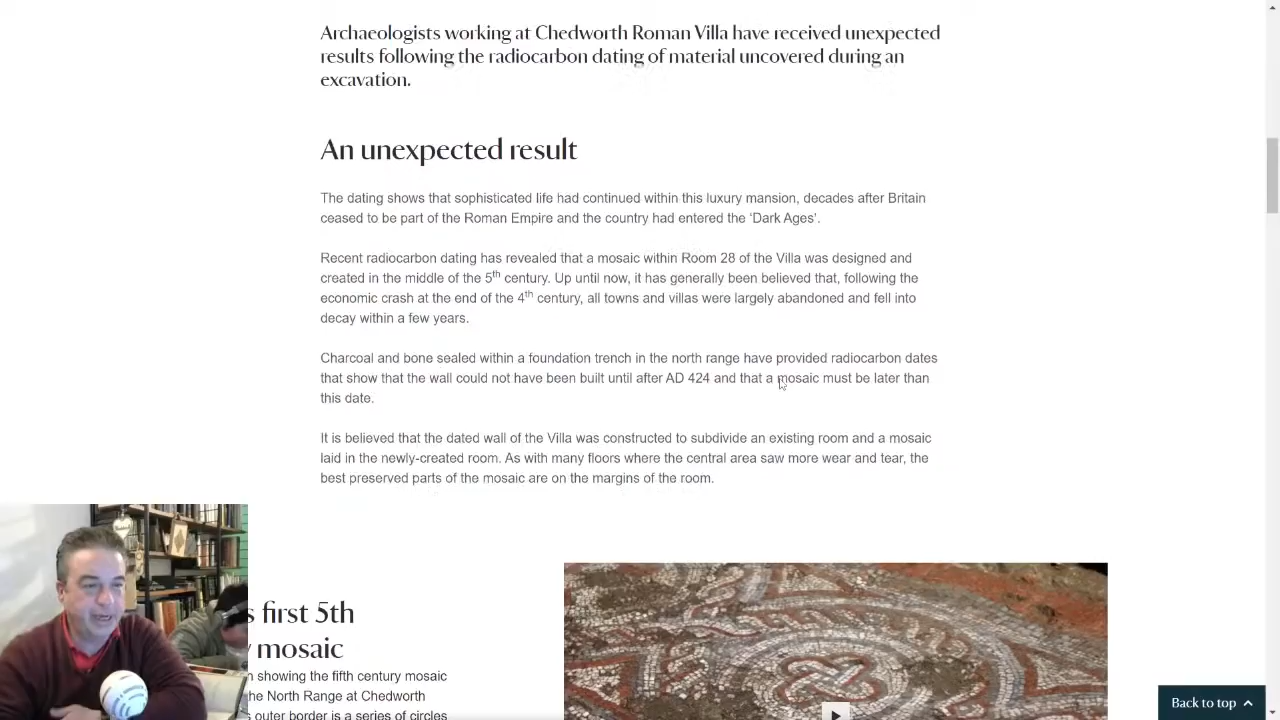 Archaeologists working at Chedworth Roman Villa have received unexpected
results following the radiocarbon dating of material uncovered during an
excavation.
An unexpected result
The dating shows that sophisticated life had continued within this luxury mansion, decades after Britain
ceased to be part of the Roman Empire and the country had entered the ‘Dark Ages’.
Recent radiocarbon dating has revealed that a mosaic within Room 28 of the Villa was designed and
created in the middle of the 5th century. Up until now, it has generally been believed that, following the
economic crash at the end of the 4th century, all towns and villas were largely abandoned and fell into
decay within a few years.
Charcoal and bone sealed within a foundation trench in the north range have provided radiocarbon dates
that show that the wall could not have been built until after AD 424 and that a mosaic must be later than
this date.
It is believed that the dated wall of the Villa was constructed to subdivide an existing room and a mosaic
laid in the newly-created room. As with many floors where the central area saw more wear and tear, the
best preserved parts of the mosaic are on the margins of the room.
first 5th
mosaic
showing the fifth century mosaic
he North Range at Chedworth
outer border is a series of circles
Back to top